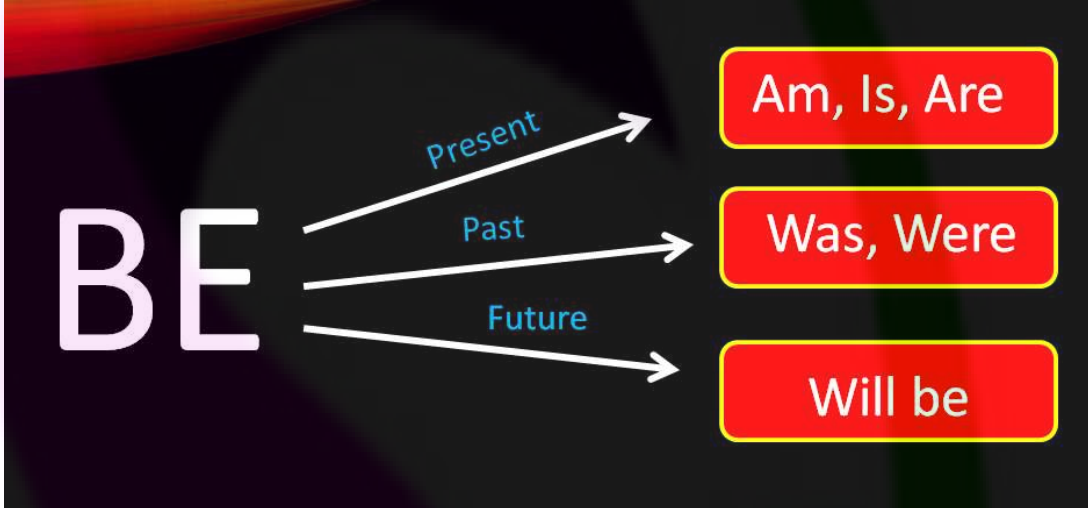 BE
Present
Am, Is, Are
Past
Was, Were
Future
Will be